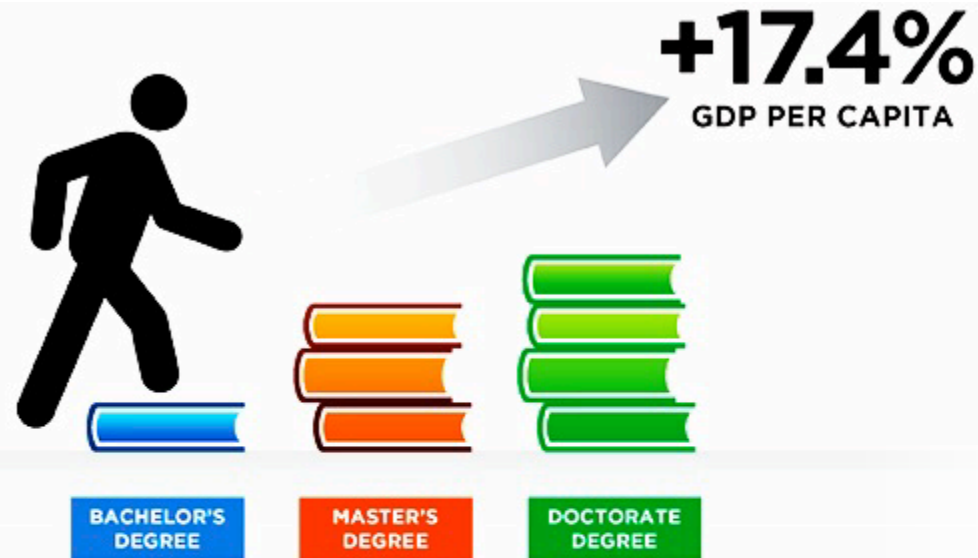 +17.4%
GDP PER CAPITA
BACHELOR'S
DEGREE
MASTER'S
DEGREE
DOCTORATE
DEGREE